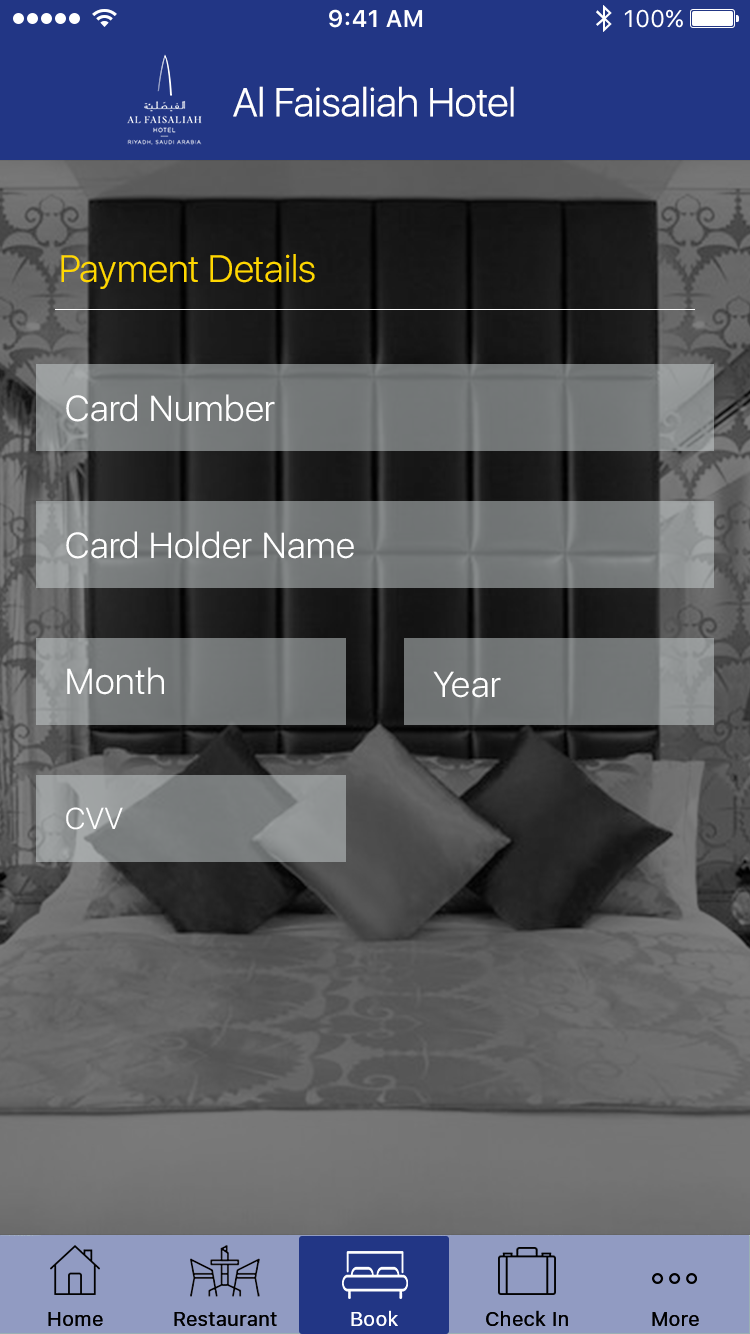 9:41 AM
100%
الفيصلية
AL FAISALIAH
HOTEL
RIYADH, SAUDI ARABIA
Al Faisaliah Hotel
Payment Details
Card Number
Card Holder Name
Month
Year
CVV
Home
Restaurant
Book
Check In
More